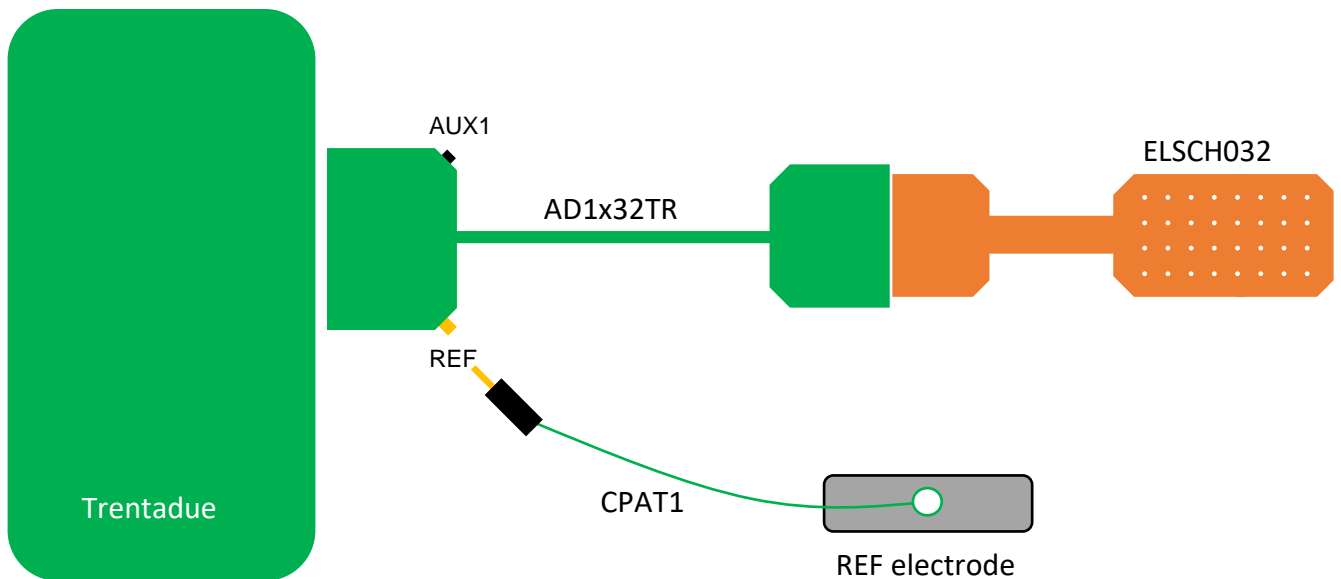 AUX1
ELSCH032
AD1x32TR
REF
CPAT1
Trentadue
REF electrode